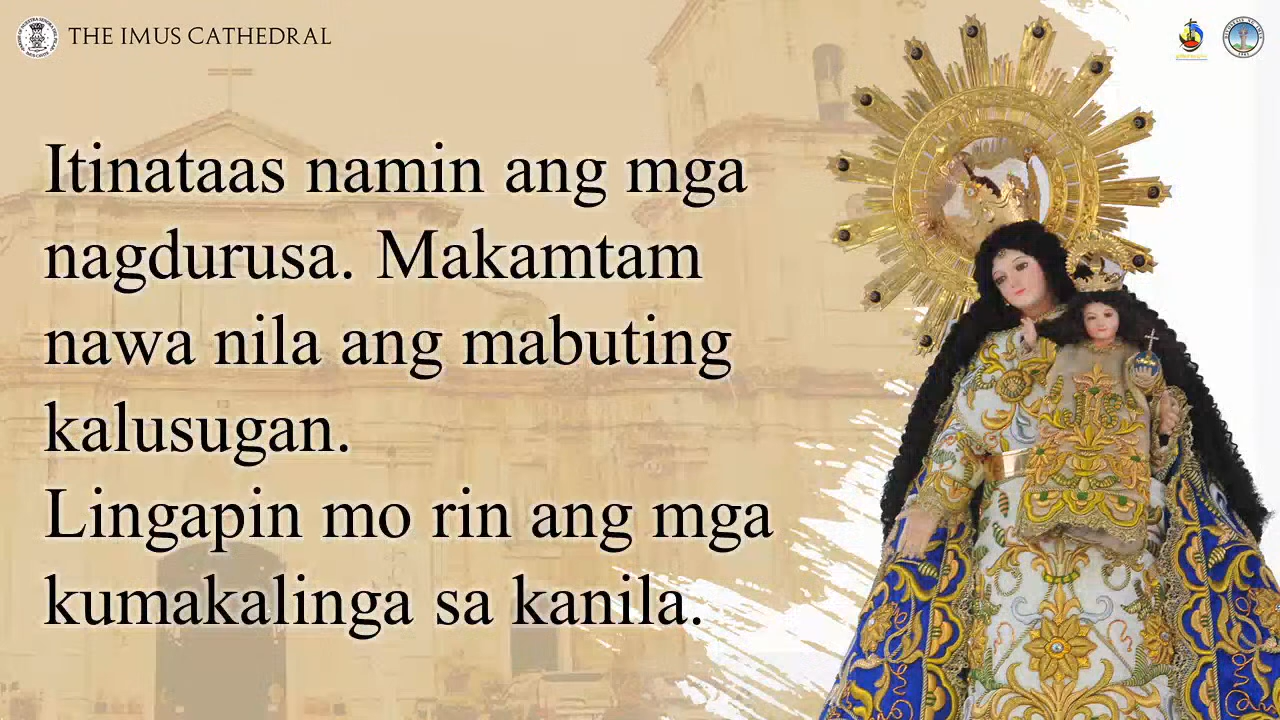 THE IMUS CATHEDRAL
Itinataas namin ang mga
nagdurusa. Makamtam
nawa nila ang mabuting
kalusugan.
Lingapin mo rin ang mga
kumakalinga sa kanila.